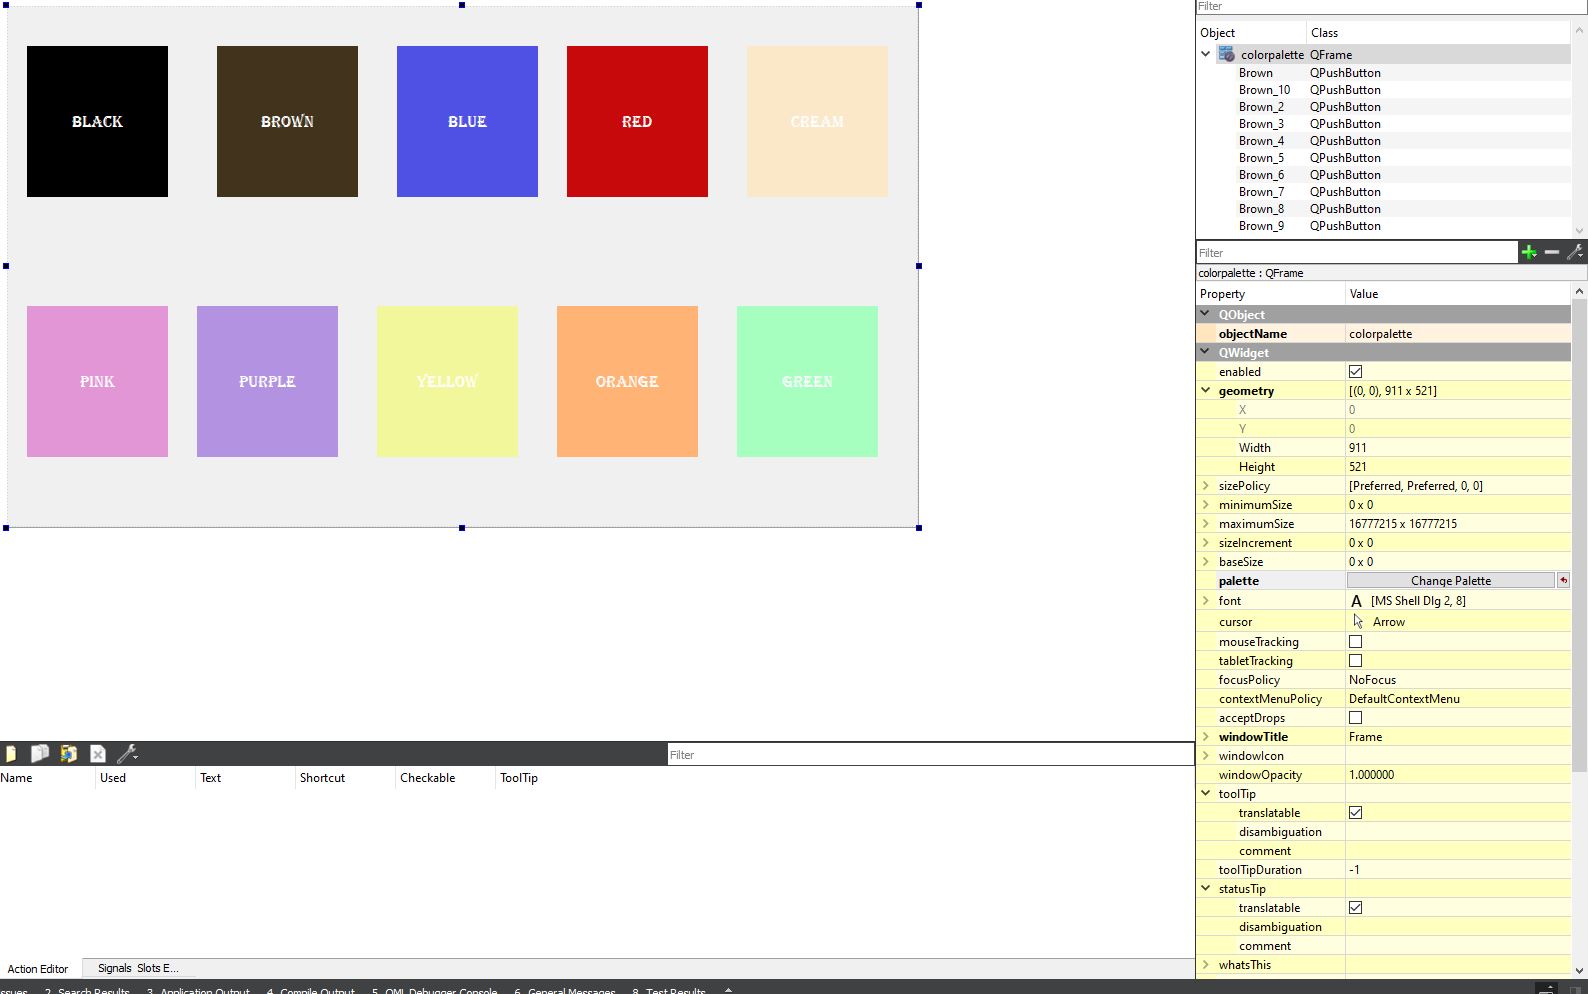 BLACK
BROWN
BLUE
RED
CREAM
PINK
PURPLE
YELLOW
ORANGE
GREEN
Filter
Object Class
colorpalette QFrame
Brown QPushButton
Brown_10 QPushButton
Brown_2 QPushButton
Brown_3 QPushButton
Brown_4 QPushButton
Brown_5 QPushButton
Brown_6 QPushButton
Brown_7 QPushButton
Brown_8 QPushButton
Brown_9 QPushButton
Filter
colorpalette : QFrame
Property Value
QObject
objectName colorpalette
QWidget
enabled
geometry [(0, 0), 911 x 521]
X 0
Y 0
Width 911
Height 521
sizePolicy [Preferred, Preferred, 0, 0]
minimumSize 0 x 0
maximumSize 16777215 x 16777215
sizeIncrement 0 x 0
baseSize 0 x 0
palette Change Palette
font A [MS Shell Dlg 2, 8]
cursor Arrow
mouseTracking
tabletTracking
focusPolicy NoFocus
contextMenuPolicy DefaultContextMenu
acceptDrops
windowTitle Frame
windowIcon
windowOpacity 1.000000
toolTip
translatable
disambiguation
comment
toolTipDuration -1
statusTip
translatable
disambiguation
comment
whatsThis
Filter
Name Used Text Shortcut Checkable ToolTip
Action Editor Signals Slots E...
ssues 2 Search Results 3 Application Output 4 Compile Output 5 QML Debugger Console 6 General Messages 8 Test Results